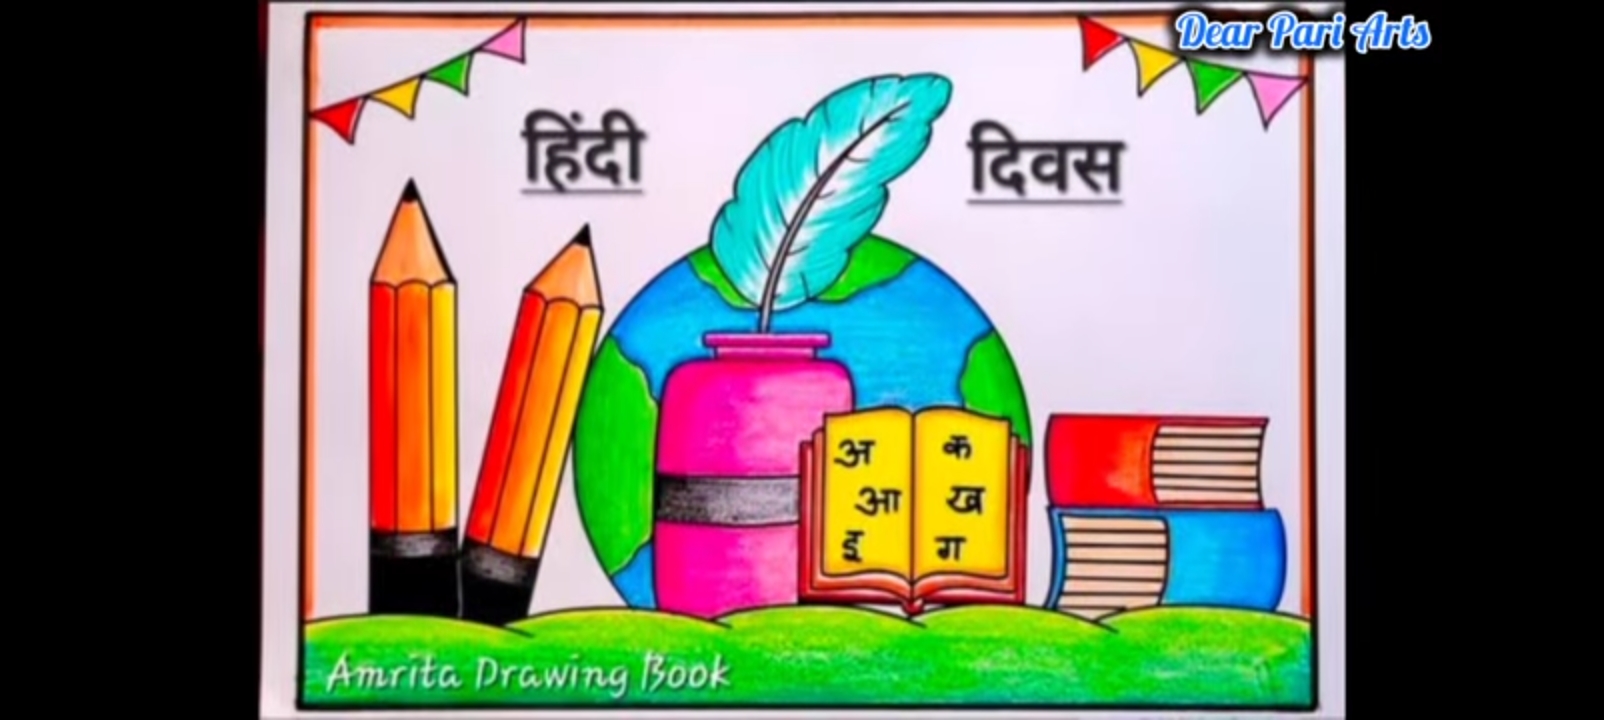 Dear Pari Arts
हिंदी दिवस
अ क
आ ख
इ ग
Amrita Drawing Book